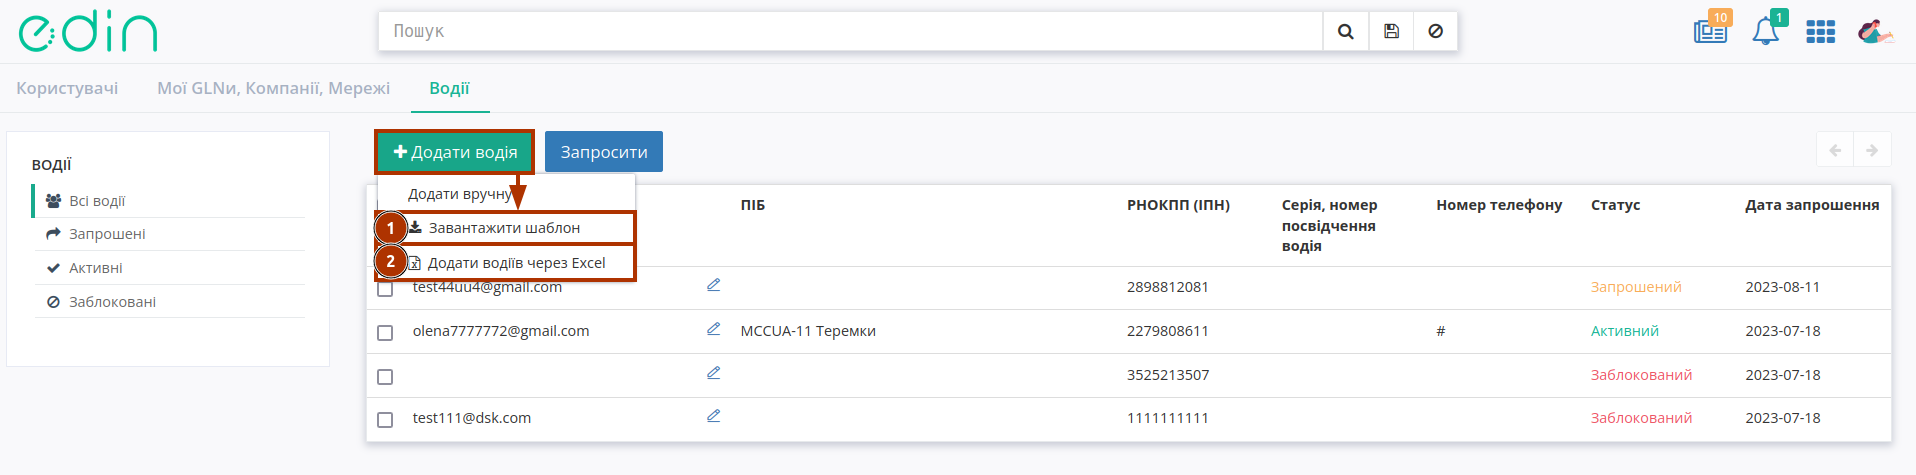 edin
Пошук
10
1
Користувачі Мої GLNи, Компанії, Мережі Водії
ВОДІЇ
Всі водії
Запрошені
Активні
Заблоковані
Додати водія Запросити
Додати вручну
1 Завантажити шаблон
2 Додати водіїв через Excel
ПІБ РНОКПП (ІПН) Серія, номер посвідчення водія Номер телефону Статус Дата запрошення
test44uu4@gmail.com 2898812081 Запрошений 2023-08-11
olena7777772@gmail.com MCCUA-11 Теремки 2279808611 # Активний 2023-07-18
3525213507 Заблокований 2023-07-18
test111@dsk.com 1111111111 Заблокований 2023-07-18